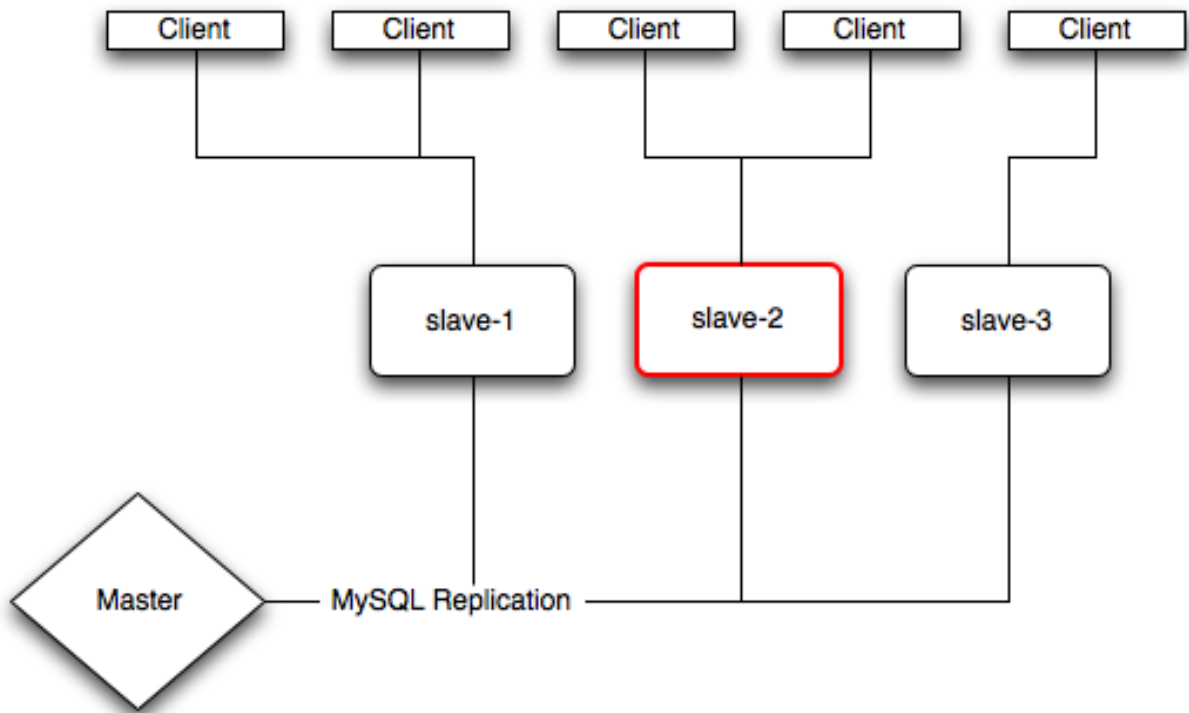 Client
Client
Client
Client
Client
slave-1
slave-2
slave-3
Master
MySQL Replication